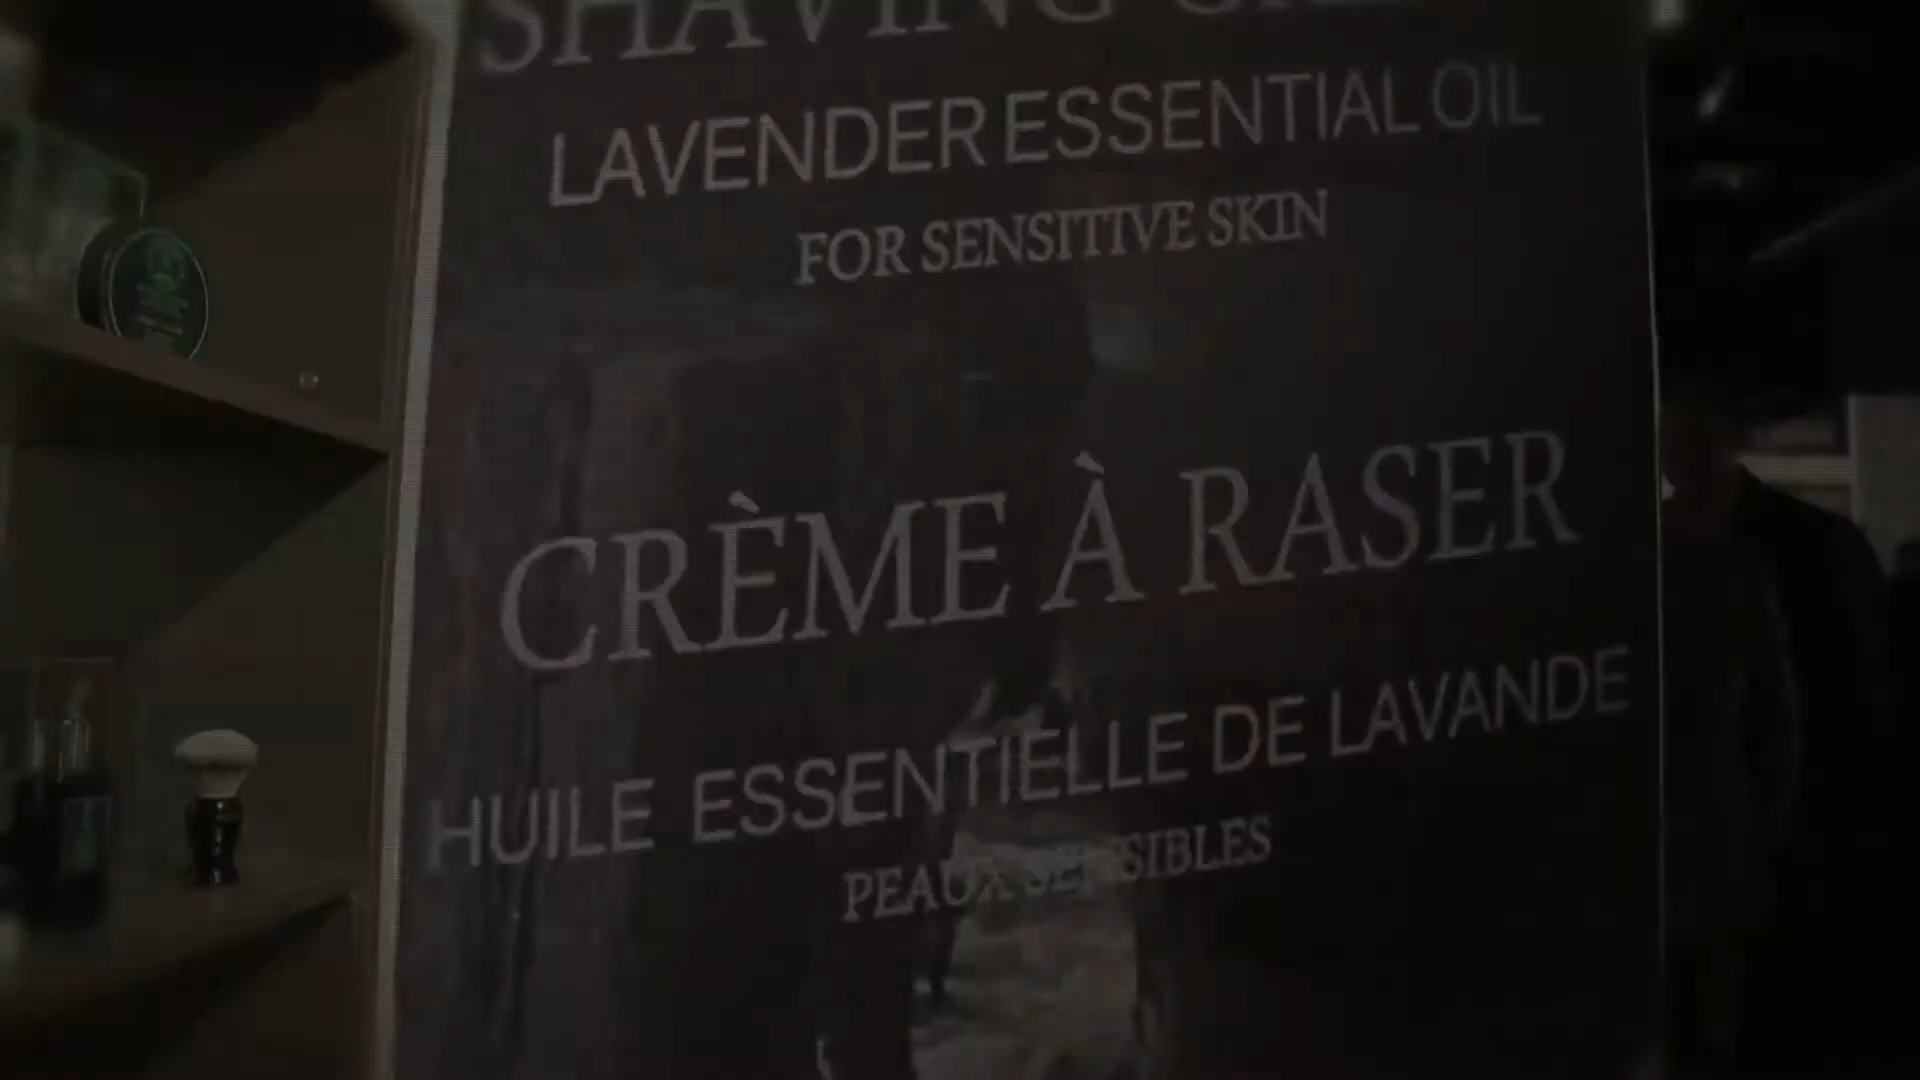 SHAVING
LAVENDER ESSENTIAL OIL
FOR SENSITIVE SKIN
CRÈME À RASER
HUILE ESSENTIELLE DE LAVANDE
PEAUX SENSIBLES